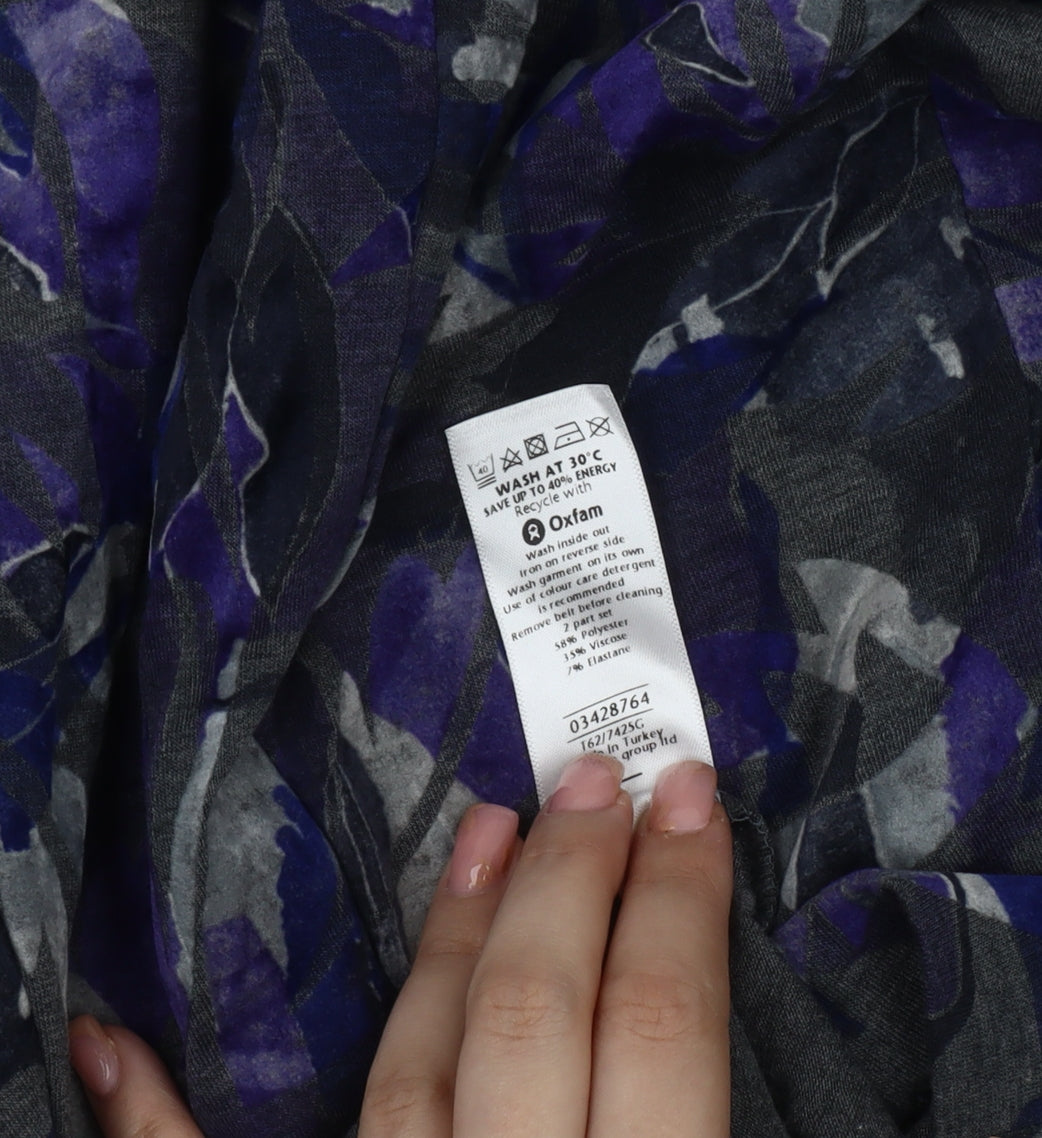 40
WASH AT 30°C
SAVE UP TO 40% ENERGY
Recycle with
Oxfam
Wash inside out
Iron on reverse side
Wash garment on its own
Use of colour care detergent
is recommended
Remove belt before cleaning
2 part set
58% Polyester
35% Viscose
7% Elastane
03428764
T62/7425G
In Turkey
group ltd